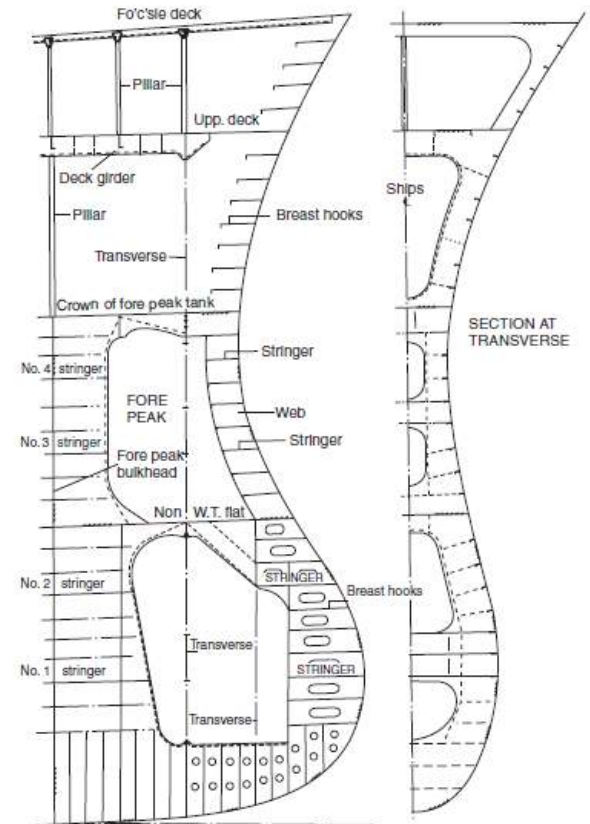 Fo'c'sle deck
Pillar
Upp. deck
Deck girder
Pillar
Ships
Breast hooks
Transverse
Crown of fore peak tank
SECTION AT
TRANSVERSE
Stringer
No. 4 stringer
FORE
PEAK
Web
No.3 stringer
Stringer
Fore peak
bulkhead
Non W.T. flat
No. 2 stringer
STRINGER
Breast hooks
Transverse
No. 1 stringer
STRINGER
Transverse